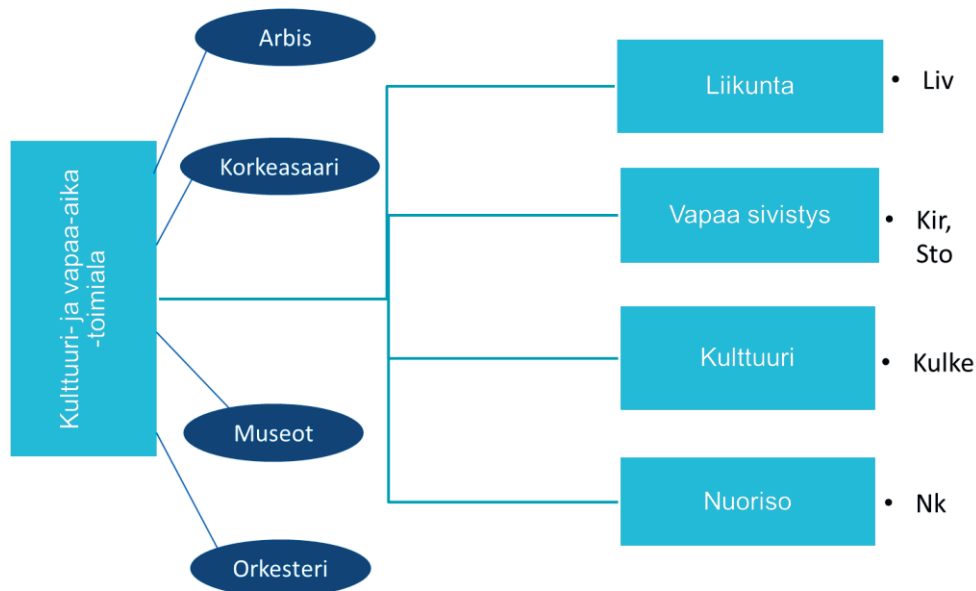 Kulttuuri- ja vapaa-aika
-toimiala
Arbis
Korkeasaari
Museot
Orkesteri
Liikunta
• Liv
Vapaa sivistys
• Kir,
Sto
Kulttuuri
• Kulke
Nuoriso
• Nk